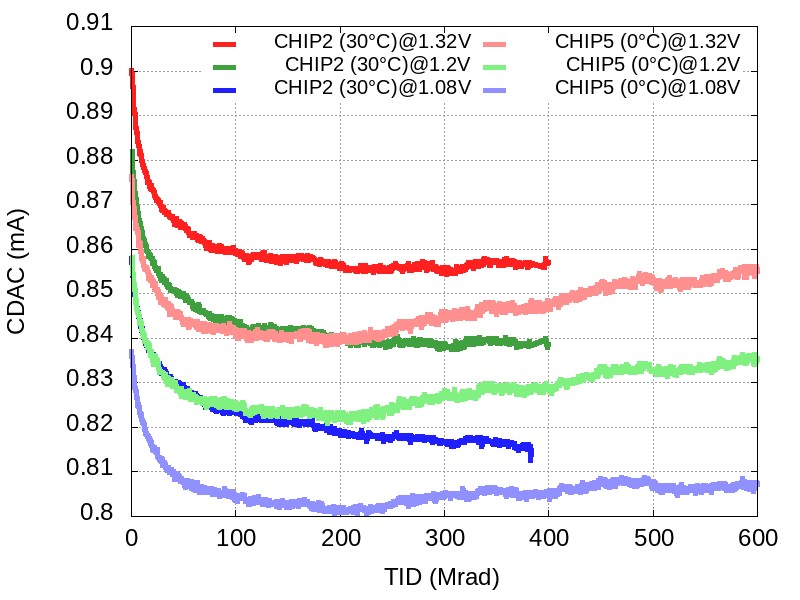 0.91
0.9
0.89
0.88
0.87
0.86
0.85
0.84
0.83
0.82
0.81
0.8
CDAC (mA)
CHIP2 (30°C)@1.32V
CHIP2 (30°C)@1.2V
CHIP2 (30°C)@1.08V
CHIP5 (0°C)@1.32V
CHIP5 (0°C)@1.2V
CHIP5 (0°C)@1.08V
0 100 200 300 400 500 600
TID (Mrad)